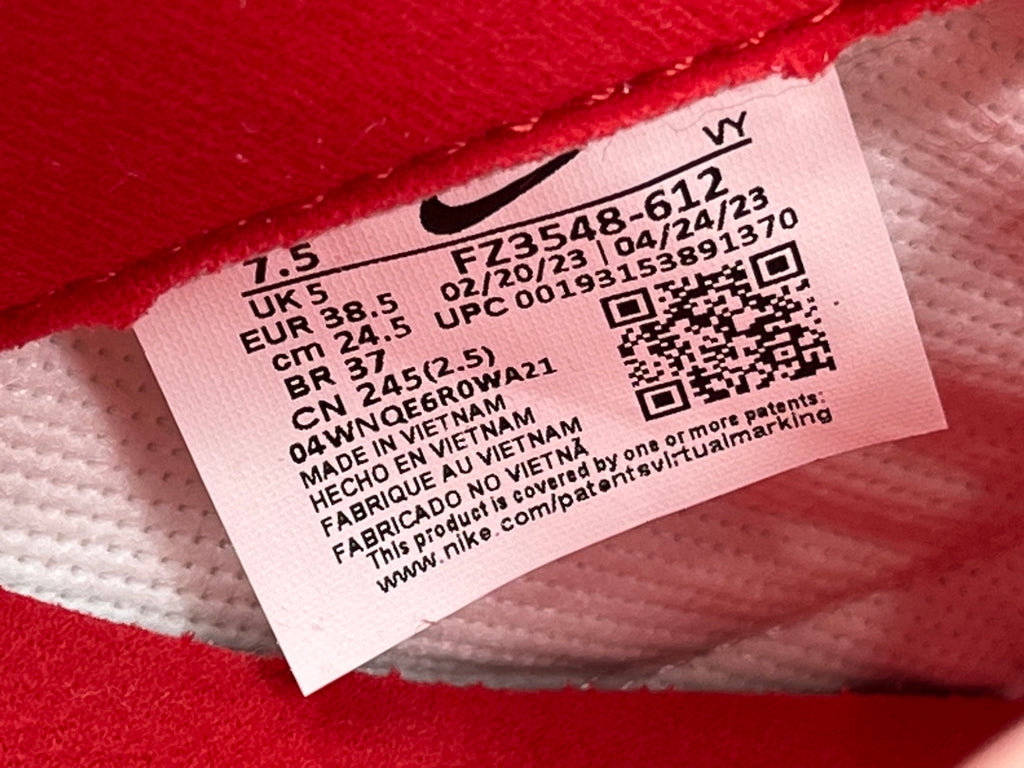 VY
7.5
FZ3548-612
UK 5
02/20/23 | 04/24/23
EUR 38.5
UPC 00193153891370
cm 24.5
BR 37
CN 245(2.5)
04WNQE6R0WA21
MADE IN VIETNAM
HECHO EN VIETNAM
FABRIQUE AU VIETNAM
FABRICADO NO VIETNÃ
This product is covered by one or more patents:
www.nike.com/patentsvirtualmarking